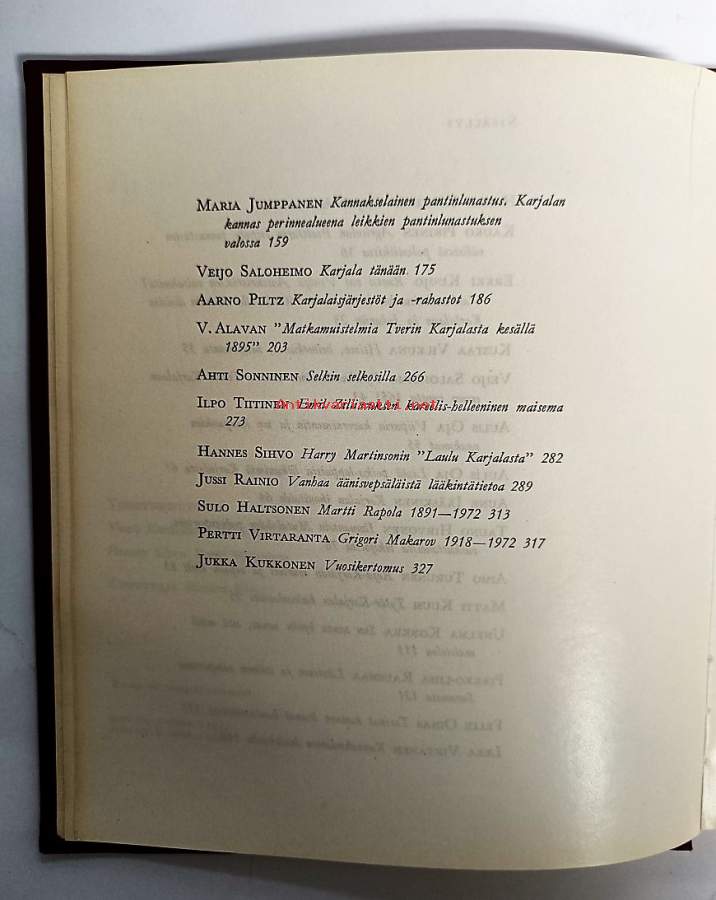 MARIA JUMPPANEN Kannakselainen pantinlunastus. Karjalan
kannas perinnealueena leikkien pantinlunastuksen
valossa 159
VEIJO SALOHEIMO Karjala tänään 175
AARNO PILTZ Karjalaisjärjestöt ja -rahastot 186
V. ALAVAN "Matkamuistelmia Tverin Karjalasta kesällä
1895" 203
AHTI SONNINEN Selkin selkosilla 266
ILPO TIITINEN Emil Zilliacuksen karelis-helleeninen maisema
273
HANNES SIHVO Harry Martinsonin "Laulu Karjalasta" 282
JUSSI RAINIO Vanhaa äänisvepsäläistä lääkintätietoa 289
SULO HALTSONEN Martti Rapola 1891—1972 313
PERTTI VIRTARANTA Grigori Makarov 1918—1972 317
JUKKA KUKKONEN Vuosikertomus 327